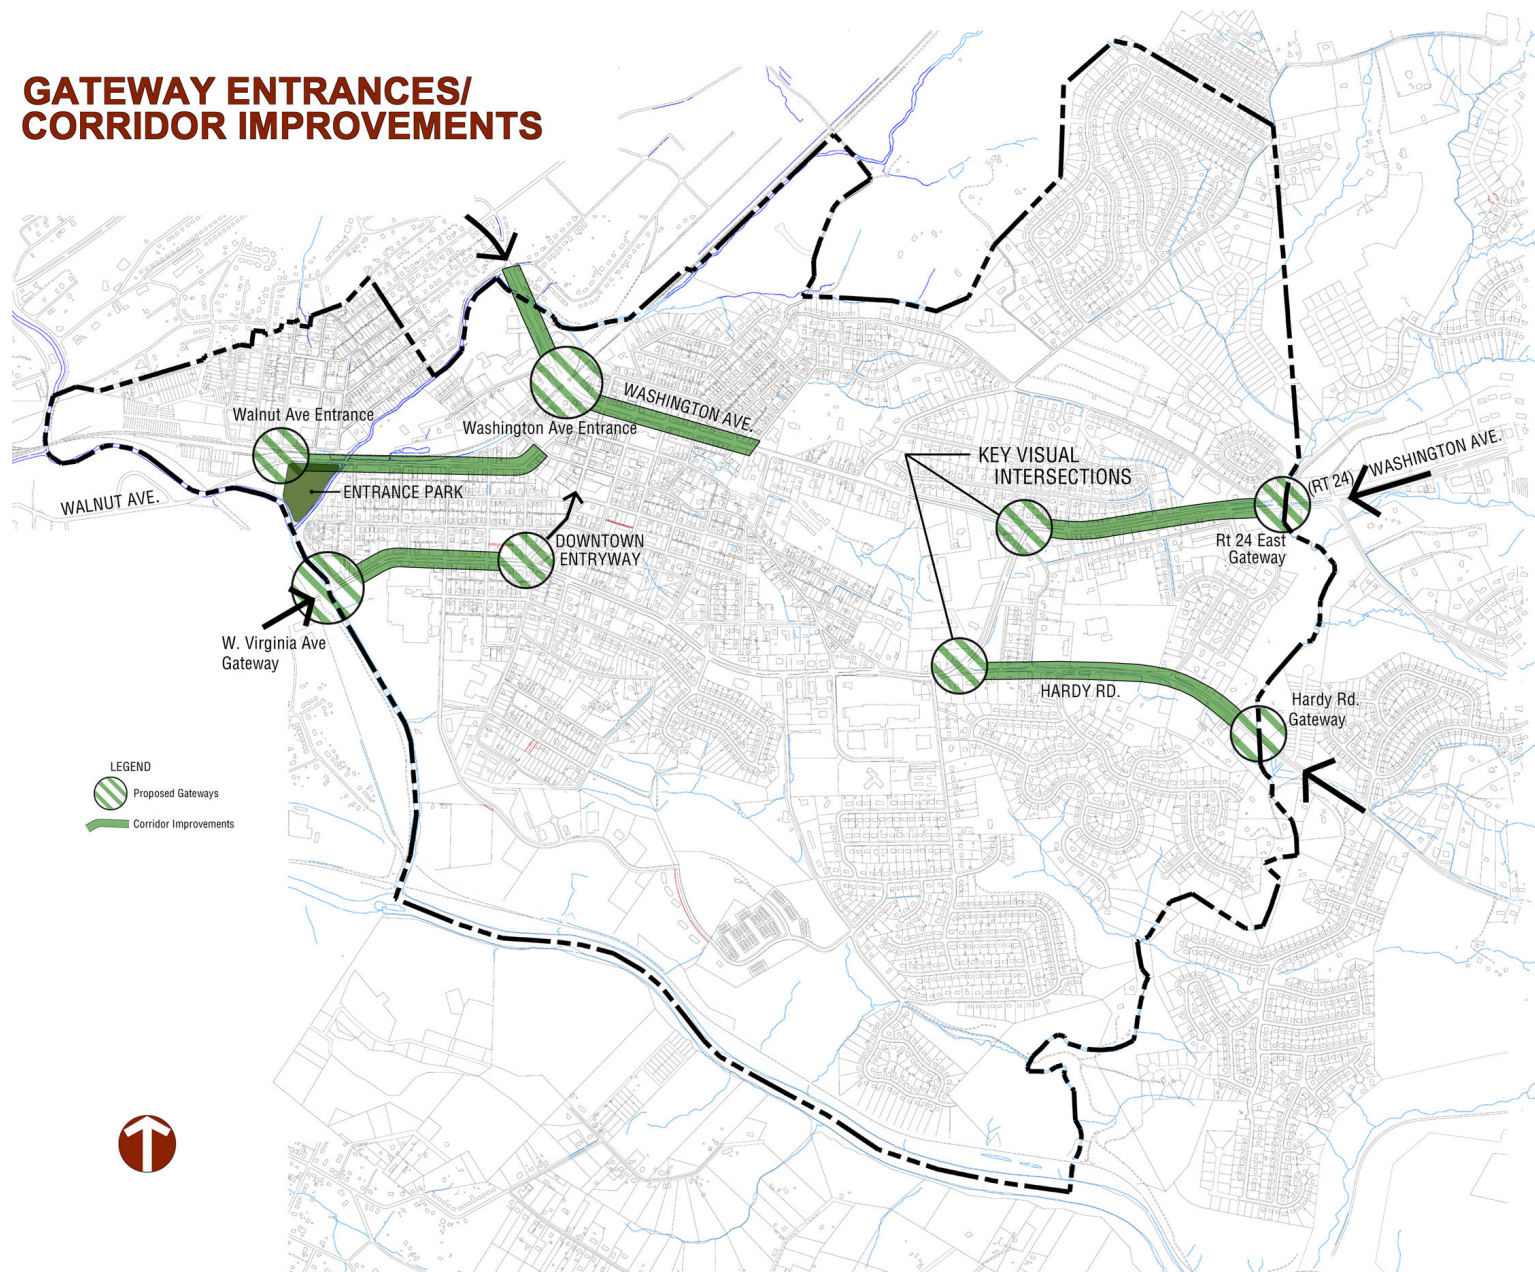 GATEWAY ENTRANCES/
CORRIDOR IMPROVEMENTS
Walnut Ave Entrance
WASHINGTON AVE.
Washington Ave Entrance
KEY VISUAL
INTERSECTIONS
WASHINGTON AVE.
(RT 24)
ENTRANCE PARK
WALNUT AVE.
DOWNTOWN
ENTRYWAY
Rt 24 East
Gateway
W. Virginia Ave
Gateway
HARDY RD.
Hardy Rd.
Gateway
LEGEND
Proposed Gateways
Corridor Improvements